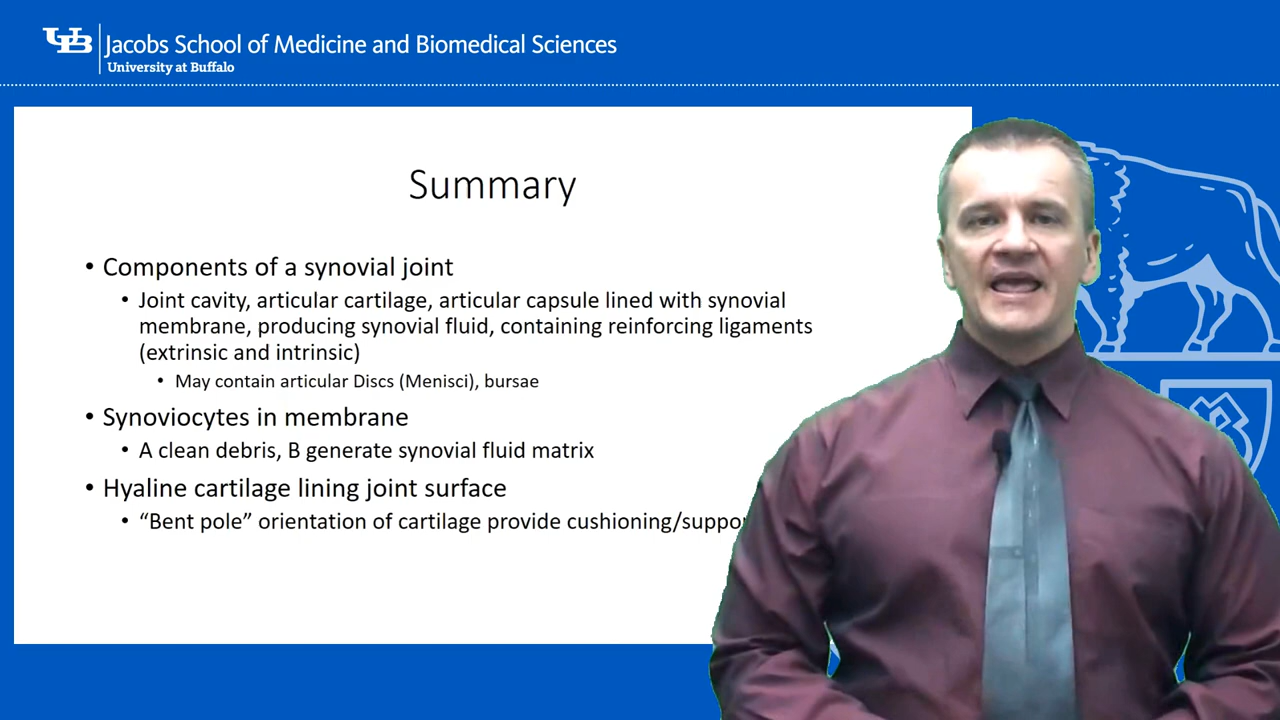 UB
Jacobs School of Medicine and Biomedical Sciences
University at Buffalo
Summary
• Components of a synovial joint
• Joint cavity, articular cartilage, articular capsule lined with synovial
membrane, producing synovial fluid, containing reinforcing ligaments
(extrinsic and intrinsic)
• May contain articular Discs (Menisci), bursae
• Synoviocytes in membrane
• A clean debris, B generate synovial fluid matrix
• Hyaline cartilage lining joint surface
• “Bent pole” orientation of cartilage provide cushioning/suppo